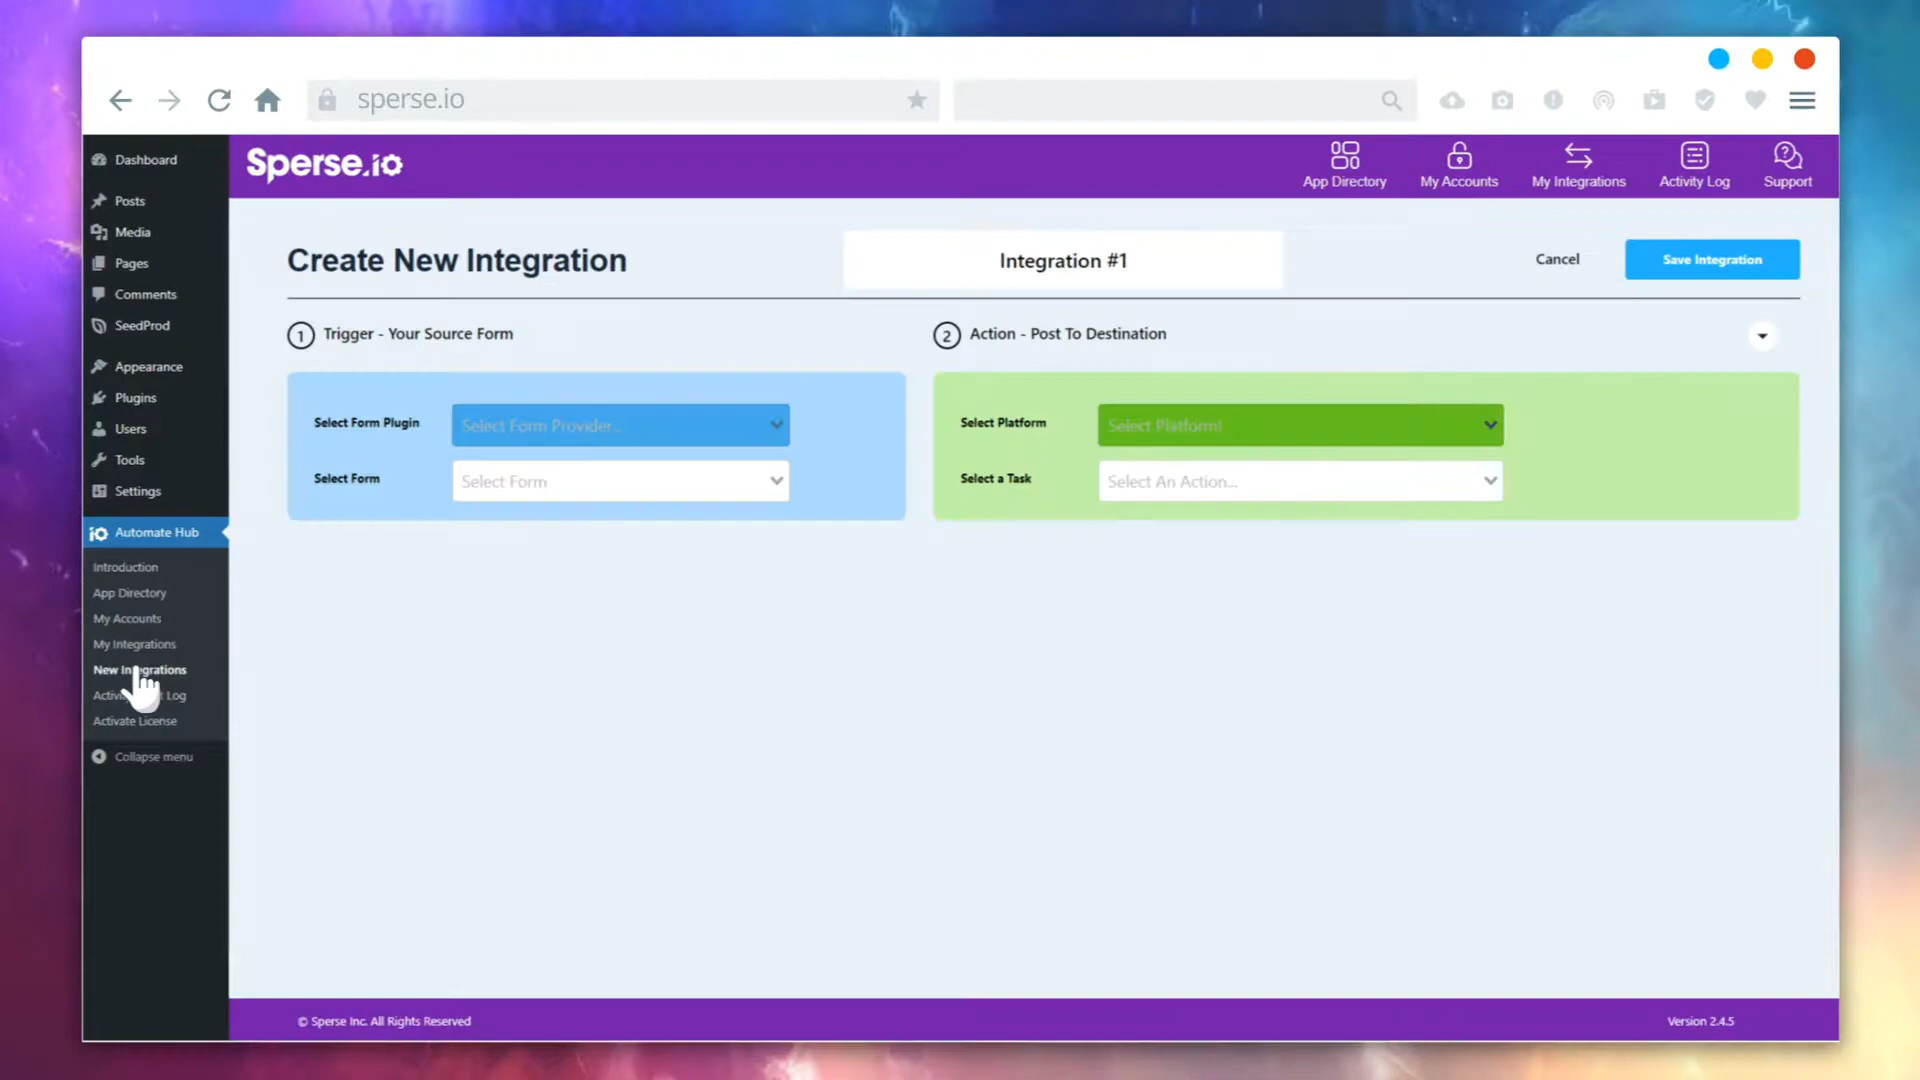 sperse.io
Dashboard
Posts
Media
Pages
Comments
SeedProd
Appearance
Plugins
Users
Tools
Settings
Automate Hub
Introduction
App Directory
My Accounts
My Integrations
New Integrations
Log
Activate License
Collapse menu
Sperse.io
App Directory
My Accounts
My Integrations
Activity Log
Support
Create New Integration
Integration #1
Cancel
Save Integration
1 Trigger - Your Source Form
Select Form Plugin
Select Form Provider...
Select Form
Select Form
2 Action - Post To Destination
Select Platform
Select Platform!
Select a Task
Select An Action...
© Sperse Inc. All Rights Reserved
Version 2.4.5